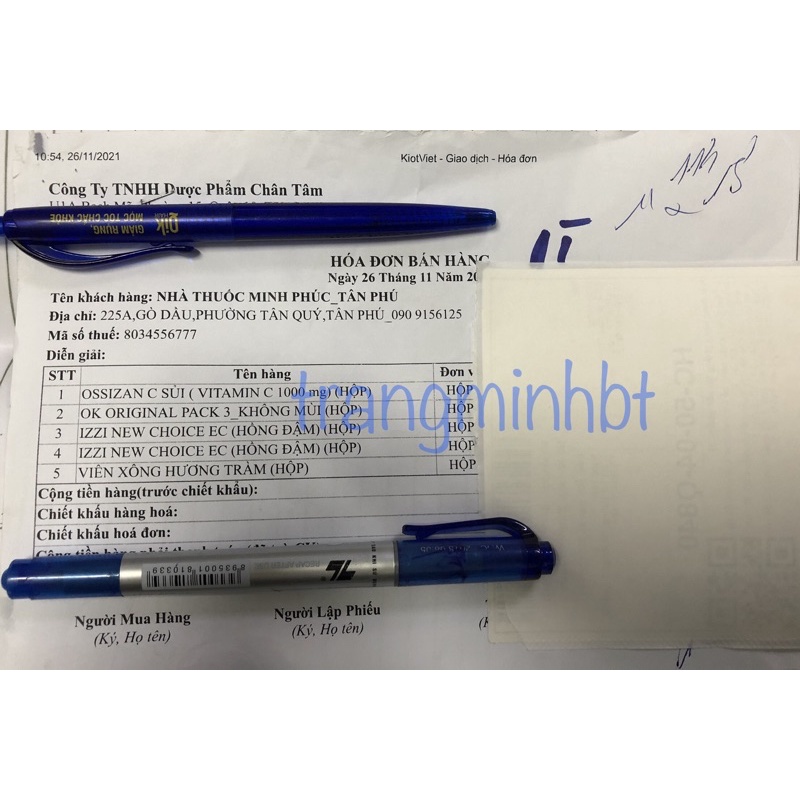 10:54, 26/11/2021
KiotViet - Giao dịch - Hóa đơn
Công Ty TNHH Dược Phẩm Chân Tâm
Qik
GIẢM RỤNG,
MỌC TÓC CHẮC KHỎE
HÓA ĐƠN BÁN HÀNG
Ngày 26 Tháng 11 Năm 20
Tên khách hàng: NHÀ THUỐC MINH PHÚC_TÂN PHÚ
Địa chỉ: 225A,GÒ DẦU,PHƯỜNG TÂN QUÝ,TÂN PHÚ_090 9156125
Mã số thuế: 8034556777
Diễn giải:
STT Tên hàng Đơn v
1 OSSIZAN C SỦI ( VITAMIN C 1000 mg) (HỘP) HỘP
2 OK ORIGINAL PACK 3_KHÔNG MÙI (HỘP) HỘP
3 IZZI NEW CHOICE EC (HỒNG ĐẬM) (HỘP) HỘP
4 IZZI NEW CHOICE EC (HỒNG ĐẬM) (HỘP) HỘP
5 VIÊN XÔNG HƯƠNG TRÀM (HỘP) HỘP
trangminhbt
Cộng tiền hàng(trước chiết khấu):
Chiết khấu hàng hoá:
Chiết khấu hoá đơn:
8935001810339
Người Mua Hàng
(Ký, Họ tên)
Người Lập Phiếu
(Ký, Họ tên)